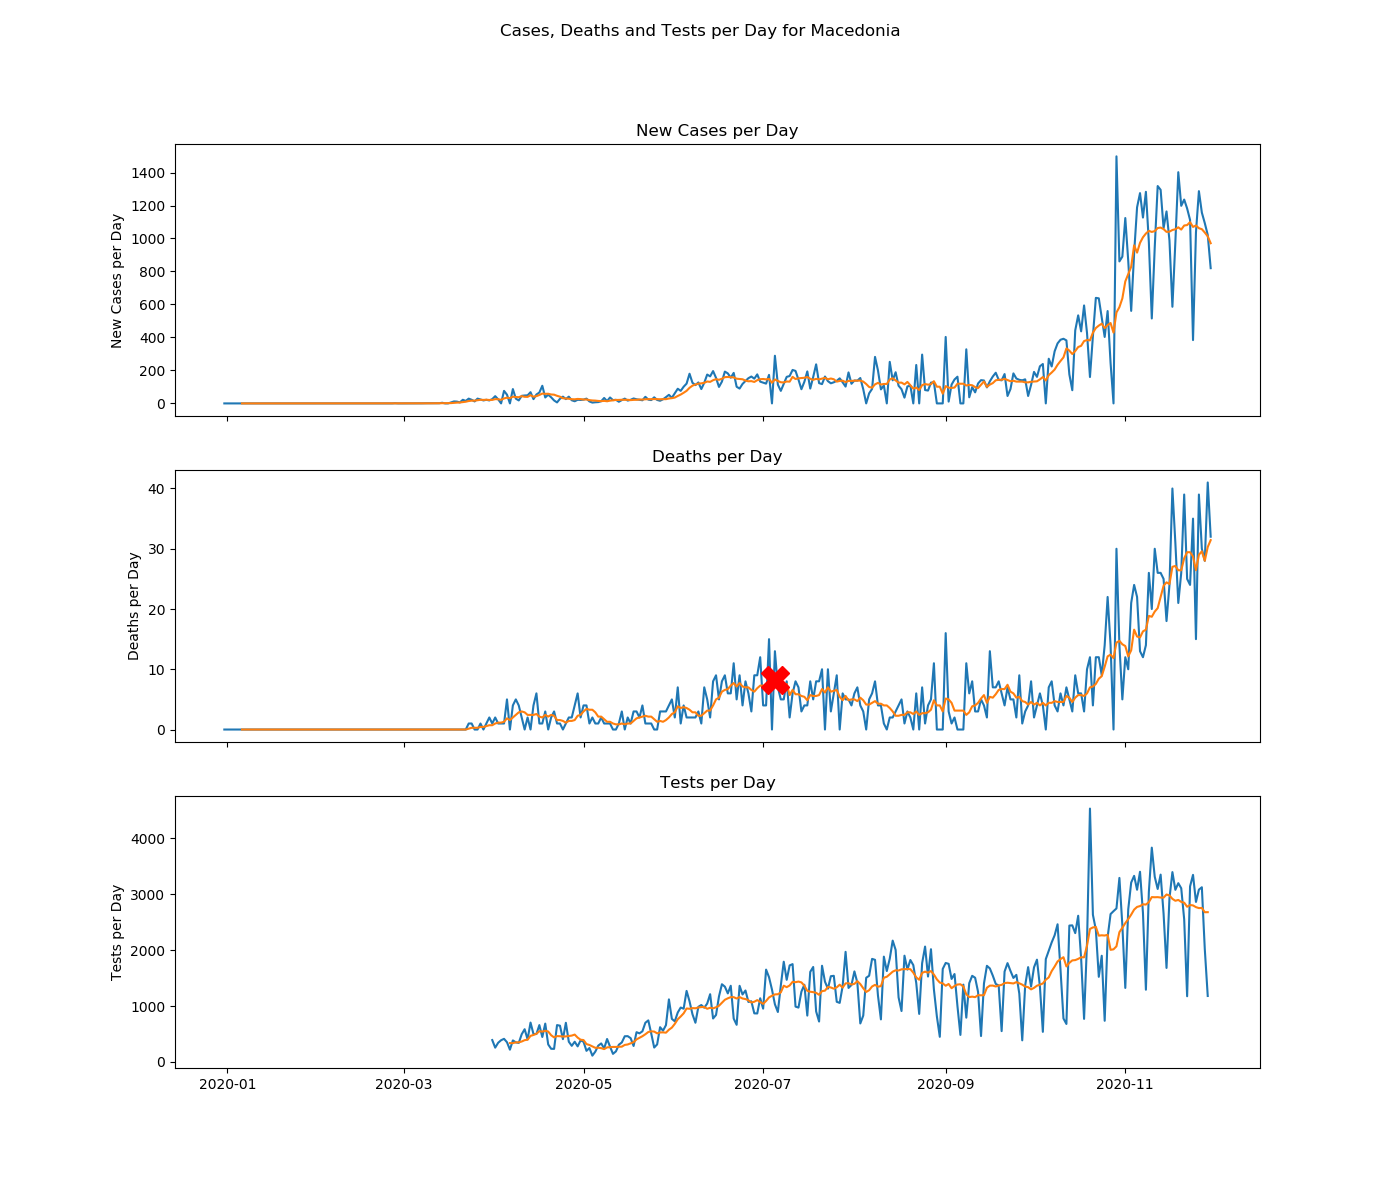 Cases, Deaths and Tests per Day for Macedonia
New Cases per Day
New Cases per Day
1400
1200
1000
800
600
400
200
0
Deaths per Day
Deaths per Day
40
30
20
10
0
Tests per Day
Tests per Day
4000
3000
2000
1000
0
2020-01 2020-03 2020-05 2020-07 2020-09 2020-11